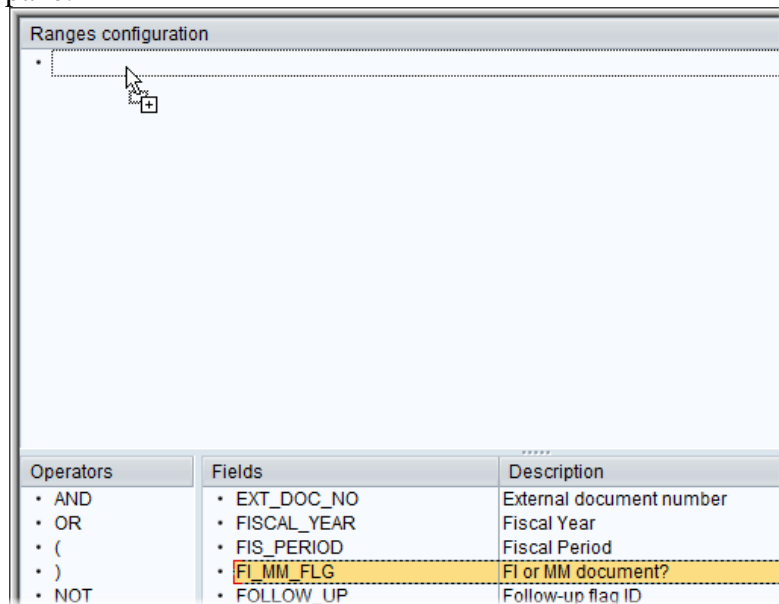 Ranges configuration
Operators Fields Description
AND EXT_DOC_NO External document number
OR FISCAL_YEAR Fiscal Year
( FIS_PERIOD Fiscal Period
) FI_MM_FLG FI or MM document?
NOT FOLLOW_UP Follow-up flag ID